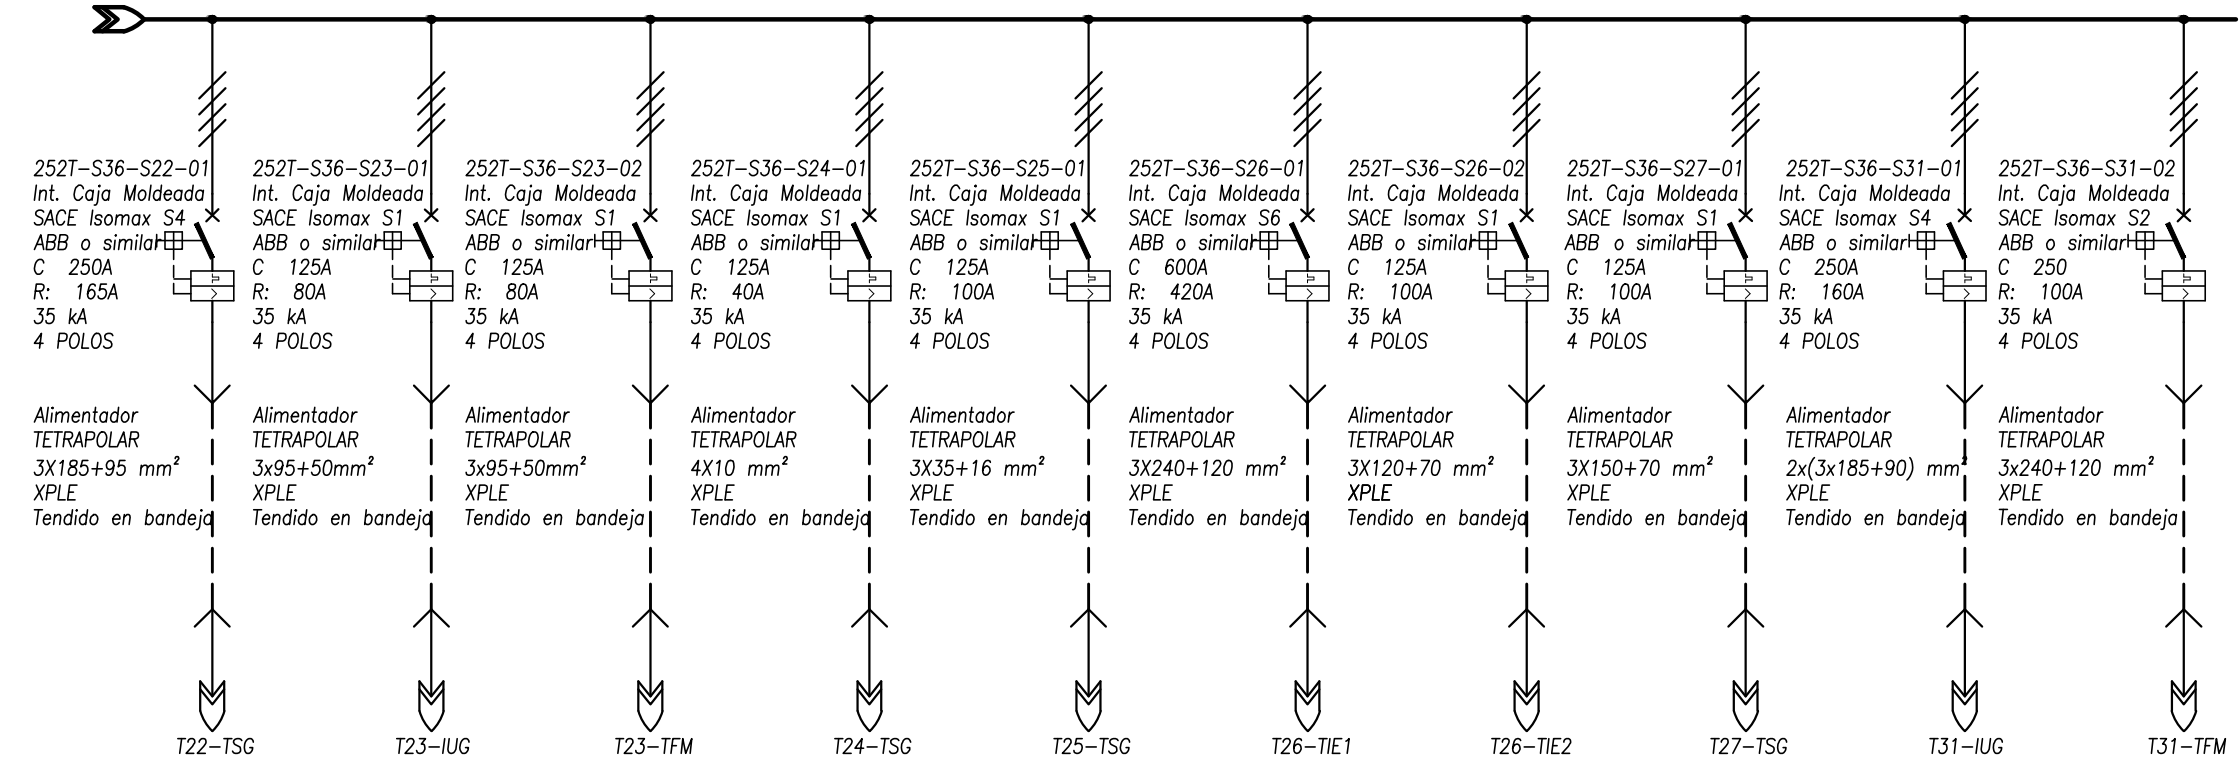 252T-S36-S22-01
Int. Caja Moldeada
SACE Isomax S4
ABB o similar
C 250A
R: 165A
35 kA
4 POLOS
Alimentador
TETRAPOLAR
3X185+95 mm²
XPLE
Tendido en bandeja
T22-TSG
252T-S36-S23-01
Int. Caja Moldeada
SACE Isomax S1
ABB o similar
C 125A
R: 80A
35 kA
4 POLOS
Alimentador
TETRAPOLAR
3x95+50mm²
XPLE
Tendido en bandeja
T23-IUG
252T-S36-S23-02
Int. Caja Moldeada
SACE Isomax S1
ABB o similar
C 125A
R: 80A
35 kA
4 POLOS
Alimentador
TETRAPOLAR
3x95+50mm²
XPLE
Tendido en bandeja
T23-TFM
252T-S36-S24-01
Int. Caja Moldeada
SACE Isomax S1
ABB o similar
C 125A
R: 40A
35 kA
4 POLOS
Alimentador
TETRAPOLAR
4X10 mm²
XPLE
Tendido en bandeja
T24-TSG
252T-S36-S25-01
Int. Caja Moldeada
SACE Isomax S1
ABB o similar
C 125A
R: 100A
35 kA
4 POLOS
Alimentador
TETRAPOLAR
3X35+16 mm²
XPLE
Tendido en bandeja
T25-TSG
252T-S36-S26-01
Int. Caja Moldeada
SACE Isomax S6
ABB o similar
C 600A
R: 420A
35 kA
4 POLOS
Alimentador
TETRAPOLAR
3X240+120 mm²
XPLE
Tendido en bandeja
T26-TIE1
252T-S36-S26-02
Int. Caja Moldeada
SACE Isomax S1
ABB o similar
C 125A
R: 100A
35 kA
4 POLOS
Alimentador
TETRAPOLAR
3X120+70 mm²
XPLE
Tendido en bandeja
T26-TIE2
252T-S36-S27-01
Int. Caja Moldeada
SACE Isomax S1
ABB o similar
C 125A
R: 100A
35 kA
4 POLOS
Alimentador
TETRAPOLAR
3X150+70 mm²
XPLE
Tendido en bandeja
T27-TSG
252T-S36-S31-01
Int. Caja Moldeada
SACE Isomax S4
ABB o similar
C 250A
R: 160A
35 kA
4 POLOS
Alimentador
TETRAPOLAR
2x(3x185+90) mm²
XPLE
Tendido en bandeja
T31-IUG
252T-S36-S31-02
Int. Caja Moldeada
SACE Isomax S2
ABB o similar
C 250
R: 100A
35 kA
4 POLOS
Alimentador
TETRAPOLAR
3x240+120 mm²
XPLE
Tendido en bandeja
T31-TFM